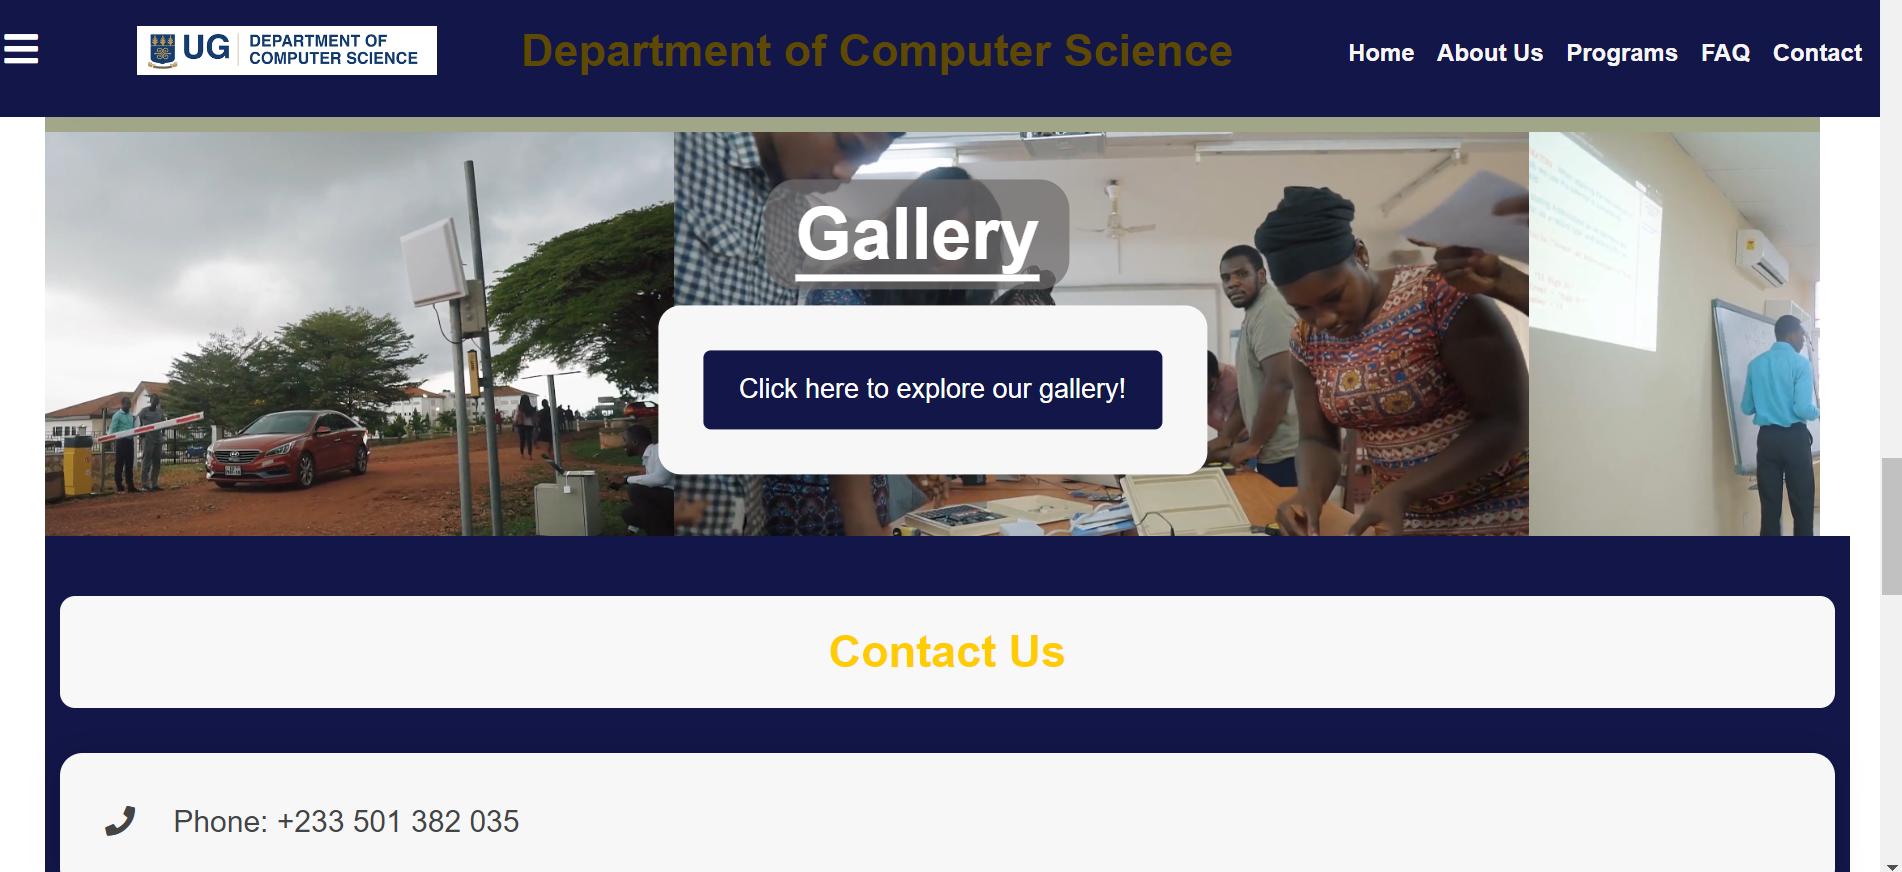 UG
DEPARTMENT OF
COMPUTER SCIENCE
Department of Computer Science
Home About Us Programs FAQ Contact
Gallery
Click here to explore our gallery!
Contact Us
Phone: +233 501 382 035